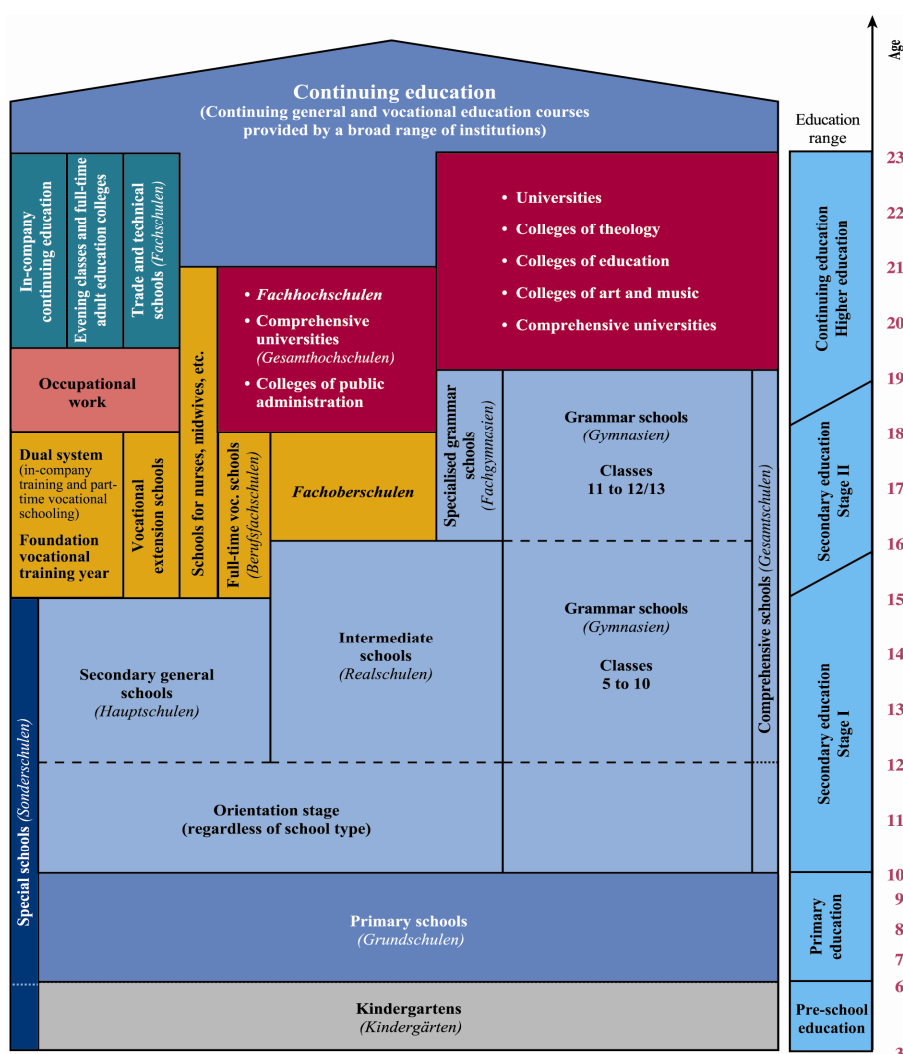 Age
Continuing education
(Continuing general and vocational education courses
provided by a broad range of institutions)
Education
range
In-company
continuing education
Evening classes and full-time
adult education colleges
Trade and technical
schools (Fachschulen)
• Universities
• Colleges of theology
• Colleges of education
• Colleges of art and music
• Comprehensive universities
• Fachhochschulen
• Comprehensive
universities
(Gesamthochschulen)
• Colleges of public
administration
Occupational
work
Schools for nurses, midwives, etc.
Dual system
(in-company
training and part-
time vocational
schooling)
Foundation
vocational
training year
Vocational
extension schools
Full-time voc. schools
(Berufsfachschulen)
Fachoberschulen
Specialised grammar
schools
(Fachgymnasien)
Grammar schools
(Gymnasien)
Classes
11 to 12/13
Comprehensive schools (Gesamtschulen)
Secondary general
schools
(Hauptschulen)
Intermediate
schools
(Realschulen)
Grammar schools
(Gymnasien)
Classes
5 to 10
Orientation stage
(regardless of school type)
Special schools (Sonderschulen)
Primary schools
(Grundschulen)
Kindergartens
(Kindergärten)
Continuing education
Higher education
Secondary education
Stage II
Secondary education
Stage I
Primary
education
Pre-school
education
23
22
21
20
19
18
17
16
15
14
13
12
11
10
9
8
7
6
3